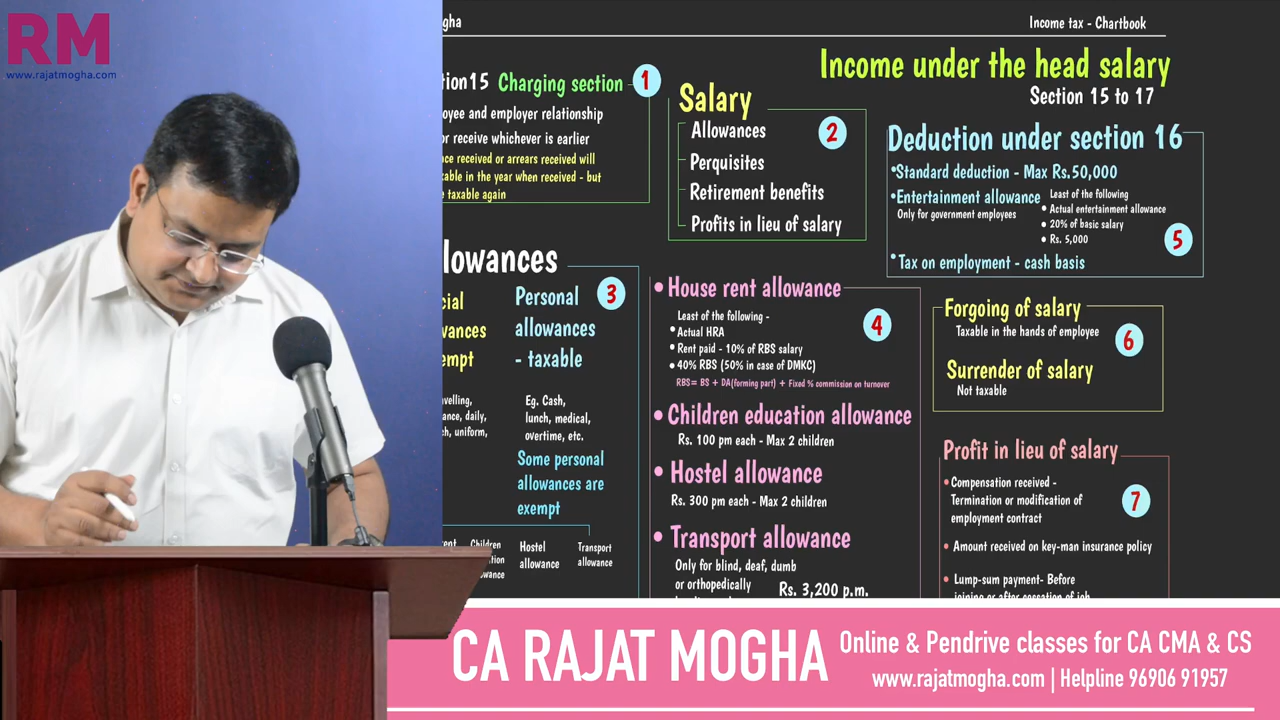 RM
www.rajatmogha.com
Income tax - Chartbook
Income under the head salary
Section 15 to 17
Charging section
1
and employer relationship
or receive whichever is earlier
received or arrears received will
in the year when received - but
taxable again
Salary
2
Allowances
Perquisites
Retirement benefits
Profits in lieu of salary
Deduction under section 16
•Standard deduction - Max Rs.50,000
•Entertainment allowance
Only for government employees
Least of the following
• Actual entertainment allowance
• 20% of basic salary
• Rs. 5,000
5
• Tax on employment - cash basis
3
Personal
allowances
- taxable
Eg. Cash,
lunch, medical,
overtime, etc.
Some personal
allowances are
exempt
daily,
uniform,
Children
Hostel
allowance
Transport
allowance
• House rent allowance
4
Least of the following -
• Actual HRA
• Rent paid - 10% of RBS salary
• 40% RBS (50% in case of DMKC)
RBS= BS + DA(forming part) + Fixed % commission on turnover
• Children education allowance
Rs. 100 pm each - Max 2 children
• Hostel allowance
Rs. 300 pm each - Max 2 children
• Transport allowance
Only for blind, deaf, dumb
or orthopedically
Rs. 3,200 p.m.
Forgoing of salary
Taxable in the hands of employee
6
Surrender of salary
Not taxable
Profit in lieu of salary
7
• Compensation received -
Termination or modification of
employment contract
• Amount received on key-man insurance policy
• Lump-sum payment- Before
joining or after cessation of job
CA RAJAT MOGHA
Online & Pendrive classes for CA CMA & CS
www.rajatmogha.com | Helpline 96906 91957